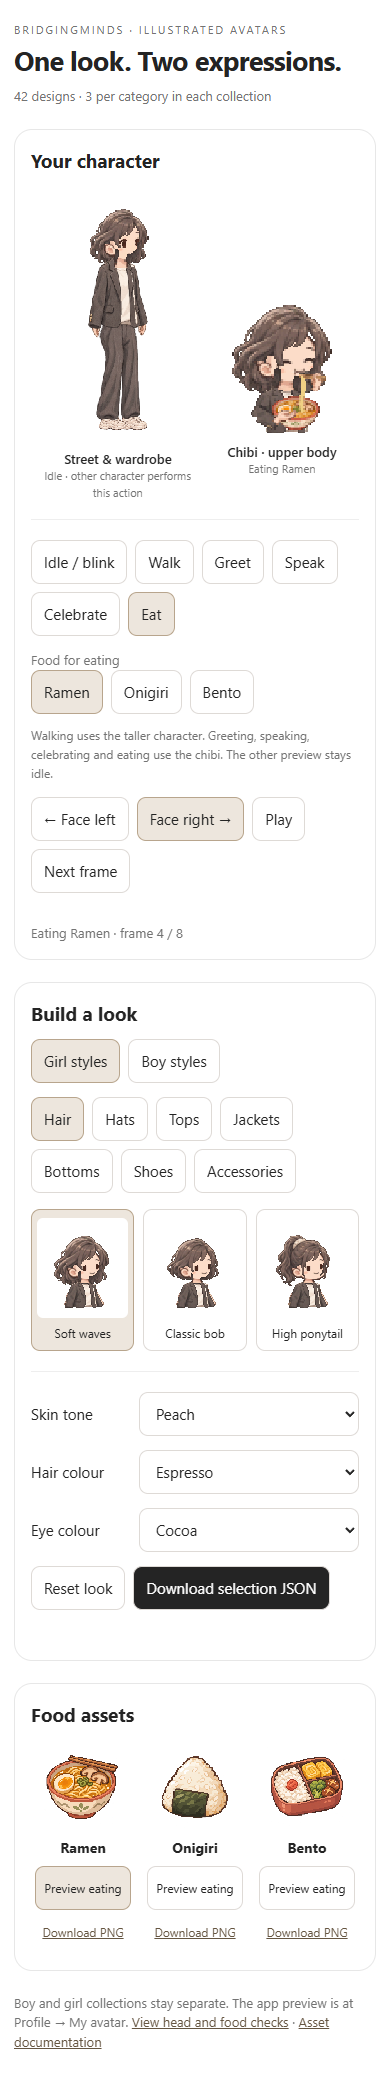 BRIDGINGMINDS · ILLUSTRATED AVATARS
One look. Two expressions.
42 designs · 3 per category in each collection
Your character
Street & wardrobe
Idle · other character performs
this action
Chibi · upper body
Eating Ramen
Idle / blink
Walk
Greet
Speak
Celebrate
Eat
Food for eating
Ramen
Onigiri
Bento
Walking uses the taller character. Greeting, speaking,
celebrating and eating use the chibi. The other preview stays
idle.
← Face left
Face right →
Play
Next frame
Eating Ramen · frame 4 / 8
Build a look
Girl styles
Boy styles
Hair
Hats
Tops
Jackets
Bottoms
Shoes
Accessories
Soft waves
Classic bob
High ponytail
Skin tone
Peach
Hair colour
Espresso
Eye colour
Cocoa
Reset look
Download selection JSON
Food assets
Ramen
Onigiri
Bento
Preview eating
Preview eating
Preview eating
Download PNG
Download PNG
Download PNG
Boy and girl collections stay separate. The app preview is at
Profile → My avatar. View head and food checks · Asset
documentation